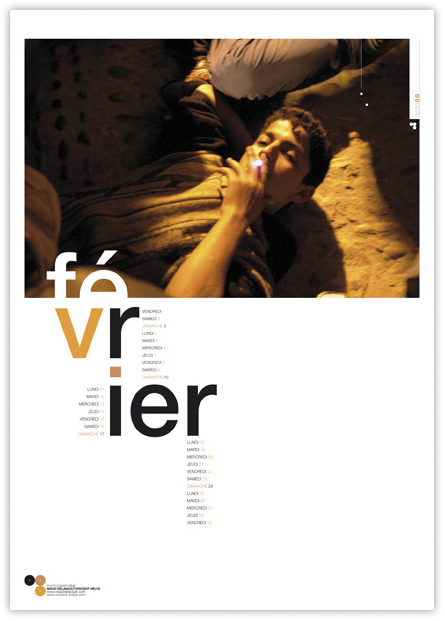 2008
février
VENDREDI 1
SAMEDI 2
DIMANCHE 3
LUNDI 4
MARDI 5
MERCREDI 6
JEUDI 7
VENDREDI 8
SAMEDI 9
DIMANCHE 10
LUNDI 11
MARDI 12
MERCREDI 13
JEUDI 14
VENDREDI 15
SAMEDI 16
DIMANCHE 17
LUNDI 18
MARDI 19
MERCREDI 20
JEUDI 21
VENDREDI 22
SAMEDI 23
DIMANCHE 24
LUNDI 25
MARDI 26
MERCREDI 27
JEUDI 28
VENDREDI 29